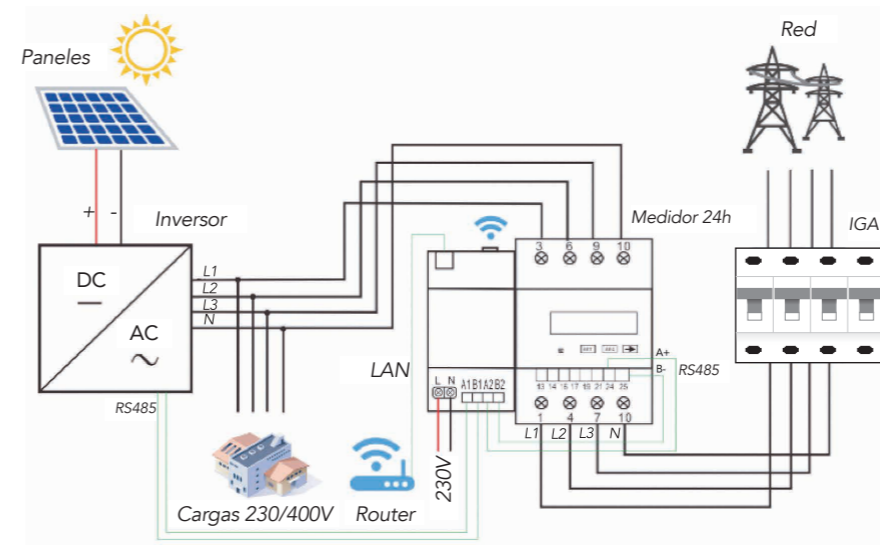 Red
Paneles
+ -
Inversor
Medidor 24h
IGA
3 6 9 10
DC
AC
L1
L2
L3
N
LAN
L N
A1 B1 A2 B2
A+
B-
RS485
13 14 16 17 19 21 24 25
1 4 7 10
L1 L2 L3 N
RS485
230V
Cargas 230/400V
Router